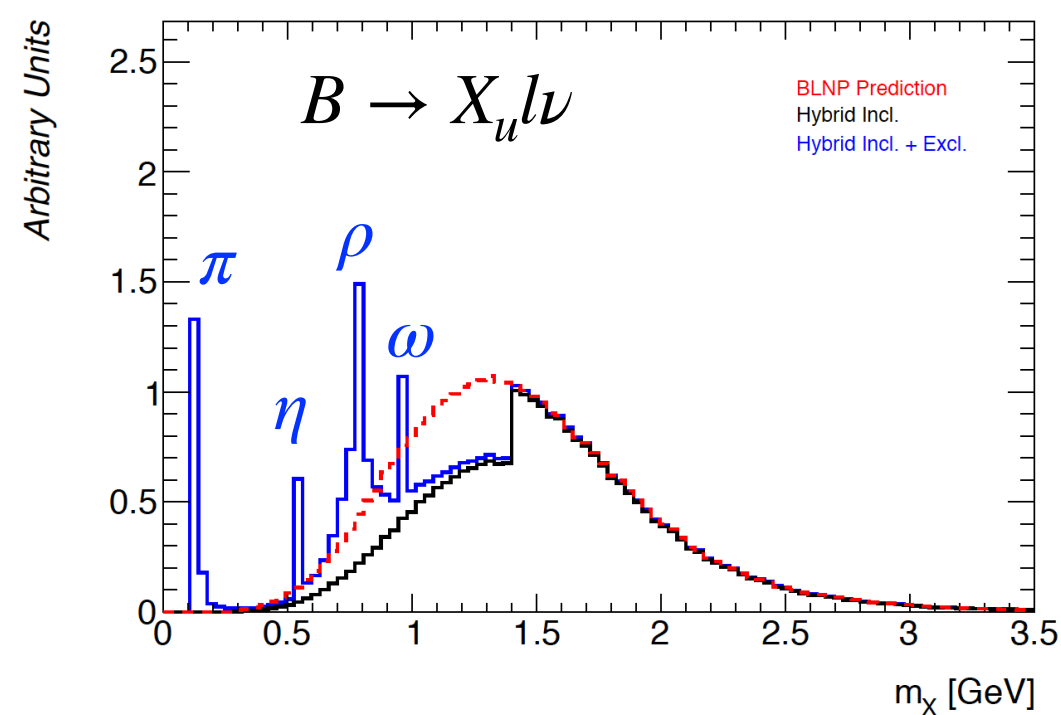 Arbitrary Units
2.5
2
1.5
1
0.5
0
B → X_u lν
BLNP Prediction
Hybrid Incl.
Hybrid Incl. + Excl.
π
η
ρ
ω
0 0.5 1 1.5 2 2.5 3 3.5
m_X [GeV]